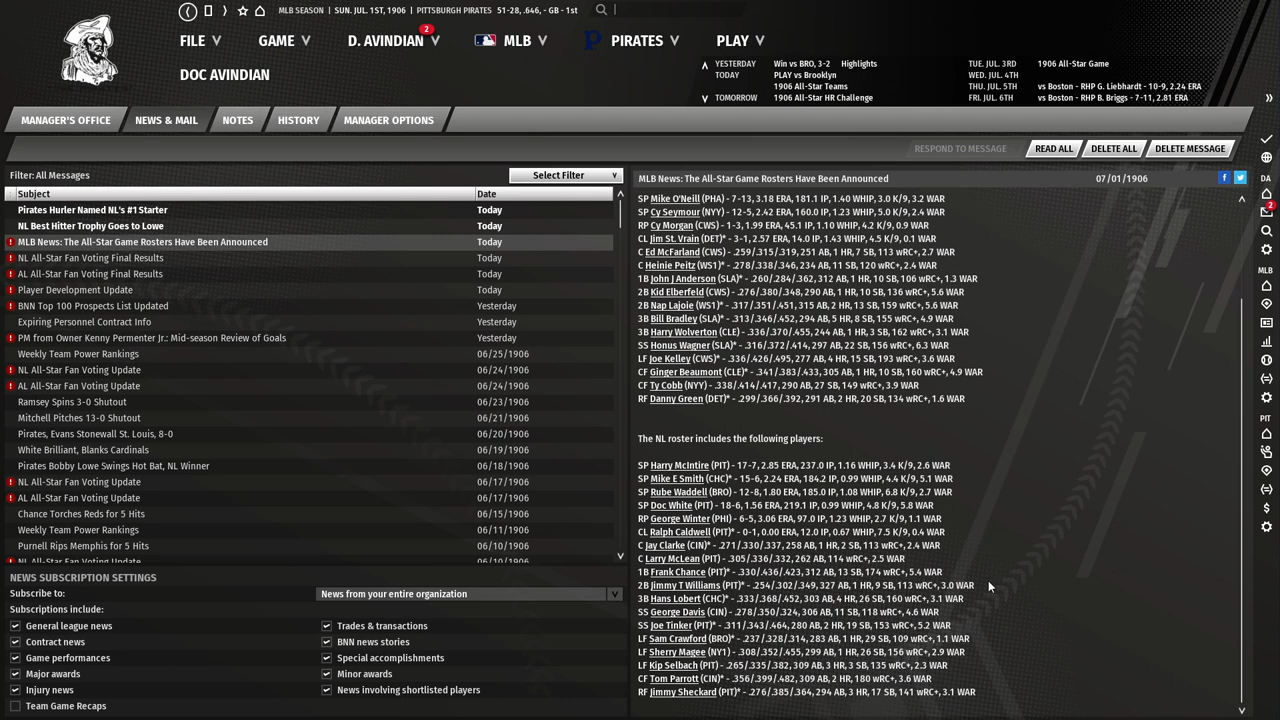 MLB SEASON | SUN. JUL. 1ST, 1906 | PITTSBURGH PIRATES 51-28, .646, - GB - 1st
FILE GAME D. AVINDIAN 2 MLB P PIRATES PLAY
DOC AVINDIAN
YESTERDAY Win vs BRO, 3-2 Highlights
TODAY PLAY vs Brooklyn
1906 All-Star Teams
TOMORROW 1906 All-Star HR Challenge
TUE. JUL. 3RD 1906 All-Star Game
WED. JUL. 4TH
THU. JUL. 5TH vs Boston - RHP G. Liebhardt - 10-9, 2.24 ERA
FRI. JUL. 6TH vs Boston - RHP B. Briggs - 7-11, 2.81 ERA
MANAGER'S OFFICE NEWS & MAIL NOTES HISTORY MANAGER OPTIONS
RESPOND TO MESSAGE READ ALL DELETE ALL DELETE MESSAGE
Filter: All Messages Select Filter
Subject Date
Pirates Hurler Named NL's #1 Starter Today
NL Best Hitter Trophy Goes to Lowe Today
MLB News: The All-Star Game Rosters Have Been Announced Today
NL All-Star Fan Voting Final Results Today
AL All-Star Fan Voting Final Results Today
Player Development Update Today
BNN Top 100 Prospects List Updated Yesterday
Expiring Personnel Contract Info Yesterday
PM from Owner Kenny Permenter Jr.: Mid-season Review of Goals Yesterday
Weekly Team Power Rankings 06/25/1906
NL All-Star Fan Voting Update 06/24/1906
AL All-Star Fan Voting Update 06/24/1906
Ramsey Spins 3-0 Shutout 06/23/1906
Mitchell Pitches 13-0 Shutout 06/21/1906
Pirates, Evans Stonewall St. Louis, 8-0 06/20/1906
White Brilliant, Blanks Cardinals 06/19/1906
Pirates Bobby Lowe Swings Hot Bat, NL Winner 06/18/1906
NL All-Star Fan Voting Update 06/17/1906
AL All-Star Fan Voting Update 06/17/1906
Chance Torches Reds for 5 Hits 06/15/1906
Weekly Team Power Rankings 06/11/1906
Purnell Rips Memphis for 5 Hits 06/10/1906
NL All-Star Fan Voting Update 06/10/1906
NEWS SUBSCRIPTION SETTINGS
Subscribe to: News from your entire organization
Subscriptions include:
General league news Trades & transactions
Contract news BNN news stories
Game performances Special accomplishments
Major awards Minor awards
Injury news News involving shortlisted players
Team Game Recaps
MLB News: The All-Star Game Rosters Have Been Announced 07/01/1906
SP Mike O'Neill (PHA) - 7-13, 3.18 ERA, 181.1 IP, 1.40 WHIP, 3.0 K/9, 3.2 WAR
SP Cy Seymour (NYY) - 12-5, 2.42 ERA, 160.0 IP, 1.23 WHIP, 5.0 K/9, 2.4 WAR
RP Cy Morgan (CWS) - 1-3, 1.99 ERA, 45.1 IP, 1.10 WHIP, 4.2 K/9, 0.9 WAR
CL Jim St. Vrain (DET)* - 3-1, 2.57 ERA, 14.0 IP, 1.43 WHIP, 4.5 K/9, 0.1 WAR
C Ed McFarland (CWS)* - .259/.315/.319, 251 AB, 1 HR, 7 SB, 113 wRC+, 2.7 WAR
C Heinie Peitz (WS1)* - .278/.338/.346, 234 AB, 11 SB, 120 wRC+, 2.4 WAR
1B John J Anderson (SLA)* - .260/.284/.362, 312 AB, 1 HR, 10 SB, 106 wRC+, 1.3 WAR
2B Kid Elberfeld (CWS) - .276/.380/.348, 290 AB, 1 HR, 10 SB, 136 wRC+, 5.6 WAR
2B Nap Lajoie (WS1)* - .317/.351/.451, 315 AB, 2 HR, 13 SB, 159 wRC+, 5.6 WAR
3B Bill Bradley (SLA)* - .313/.346/.452, 294 AB, 5 HR, 8 SB, 155 wRC+, 4.9 WAR
3B Harry Wolverton (CLE) - .336/.370/.455, 244 AB, 1 HR, 3 SB, 162 wRC+, 3.1 WAR
SS Honus Wagner (SLA)* - .316/.372/.414, 297 AB, 22 SB, 156 wRC+, 6.3 WAR
LF Joe Kelley (CWS)* - .336/.426/.495, 277 AB, 4 HR, 15 SB, 193 wRC+, 3.6 WAR
CF Ginger Beaumont (CLE)* - .341/.383/.433, 305 AB, 1 HR, 10 SB, 160 wRC+, 4.9 WAR
CF Ty Cobb (NYY) - .338/.414/.417, 290 AB, 27 SB, 149 wRC+, 3.9 WAR
RF Danny Green (DET)* - .299/.366/.392, 291 AB, 2 HR, 20 SB, 134 wRC+, 1.6 WAR
The NL roster includes the following players:
SP Harry McIntire (PIT) - 17-7, 2.85 ERA, 237.0 IP, 1.16 WHIP, 3.4 K/9, 2.6 WAR
SP Mike E Smith (CHC)* - 15-6, 2.24 ERA, 184.2 IP, 0.99 WHIP, 4.4 K/9, 5.1 WAR
SP Rube Waddell (BRO) - 12-8, 1.80 ERA, 185.0 IP, 1.08 WHIP, 6.8 K/9, 2.7 WAR
SP Doc White (PIT) - 18-6, 1.56 ERA, 219.1 IP, 0.99 WHIP, 4.8 K/9, 5.8 WAR
RP George Winter (PHI) - 6-5, 3.06 ERA, 97.0 IP, 1.23 WHIP, 2.7 K/9, 1.1 WAR
CL Ralph Caldwell (PIT)* - 0-1, 0.00 ERA, 12.0 IP, 0.67 WHIP, 7.5 K/9, 0.4 WAR
C Jay Clarke (CIN)* - .271/.330/.337, 258 AB, 1 HR, 2 SB, 113 wRC+, 2.4 WAR
C Larry McLean (PIT) - .305/.336/.332, 262 AB, 114 wRC+, 2.5 WAR
1B Frank Chance (PIT)* - .330/.436/.423, 312 AB, 13 SB, 174 wRC+, 5.4 WAR
2B Jimmy T Williams (PIT)* - .254/.302/.349, 327 AB, 1 HR, 9 SB, 113 wRC+, 3.0 WAR
3B Hans Lobert (CHC)* - .333/.368/.452, 303 AB, 4 HR, 26 SB, 160 wRC+, 3.1 WAR
SS George Davis (CIN) - .278/.350/.324, 306 AB, 11 SB, 118 wRC+, 4.6 WAR
SS Joe Tinker (PIT)* - .311/.343/.464, 280 AB, 2 HR, 19 SB, 153 wRC+, 5.2 WAR
LF Sam Crawford (BRO)* - .237/.328/.314, 283 AB, 1 HR, 29 SB, 109 wRC+, 1.1 WAR
LF Sherry Magee (NY1) - .308/.352/.455, 299 AB, 1 HR, 26 SB, 156 wRC+, 2.9 WAR
LF Kip Selbach (PIT) - .265/.335/.382, 309 AB, 3 HR, 3 SB, 135 wRC+, 2.3 WAR
CF Tom Parrott (CIN)* - .356/.399/.482, 309 AB, 2 HR, 180 wRC+, 3.6 WAR
RF Jimmy Sheckard (PIT)* - .276/.385/.364, 294 AB, 3 HR, 17 SB, 141 wRC+, 3.1 WAR
DA
2
MLB
PIT